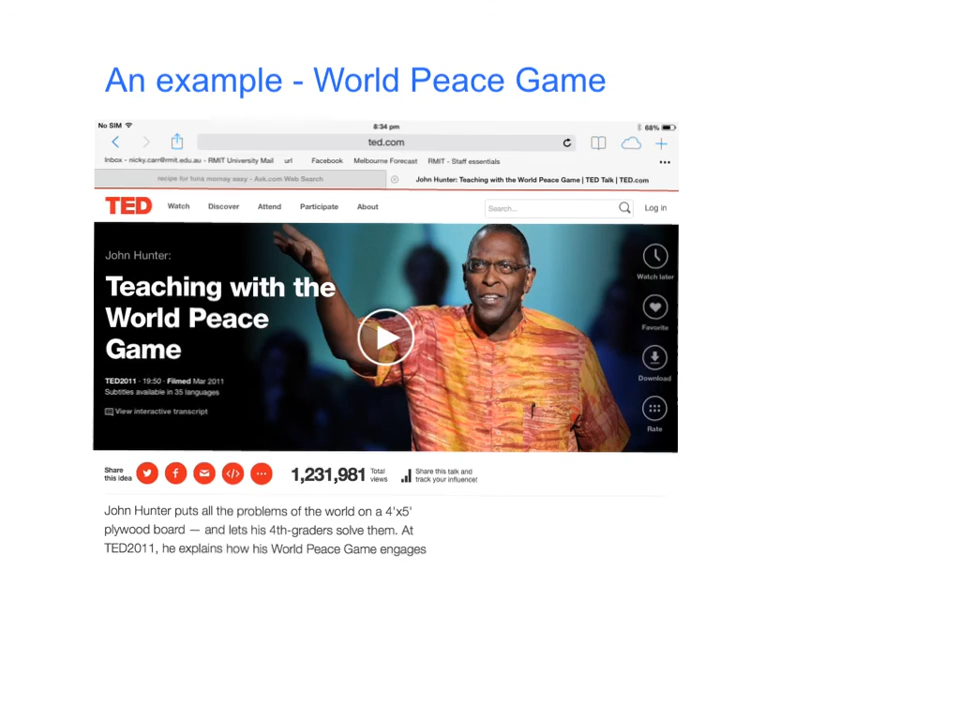 An example - World Peace Game
No SIM 8:34 pm 68%
ted.com
Inbox - nicky.carr@rmit.edu.au - RMIT University Mail url Facebook Melbourne Forecast RMIT - Staff essentials
recipe for tuna mornay easy - Ask.com Web Search John Hunter: Teaching with the World Peace Game | TED Talk | TED.com
TED Watch Discover Attend Participate About Search... Log in
John Hunter:
Teaching with the
World Peace
Game
TED2011 · 19:50 · Filmed Mar 2011
Subtitles available in 35 languages
View interactive transcript
Watch later
Favorite
Download
Rate
Share
this idea
1,231,981 Total
views
Share this talk and
track your influence!
John Hunter puts all the problems of the world on a 4'x5'
plywood board — and lets his 4th-graders solve them. At
TED2011, he explains how his World Peace Game engages